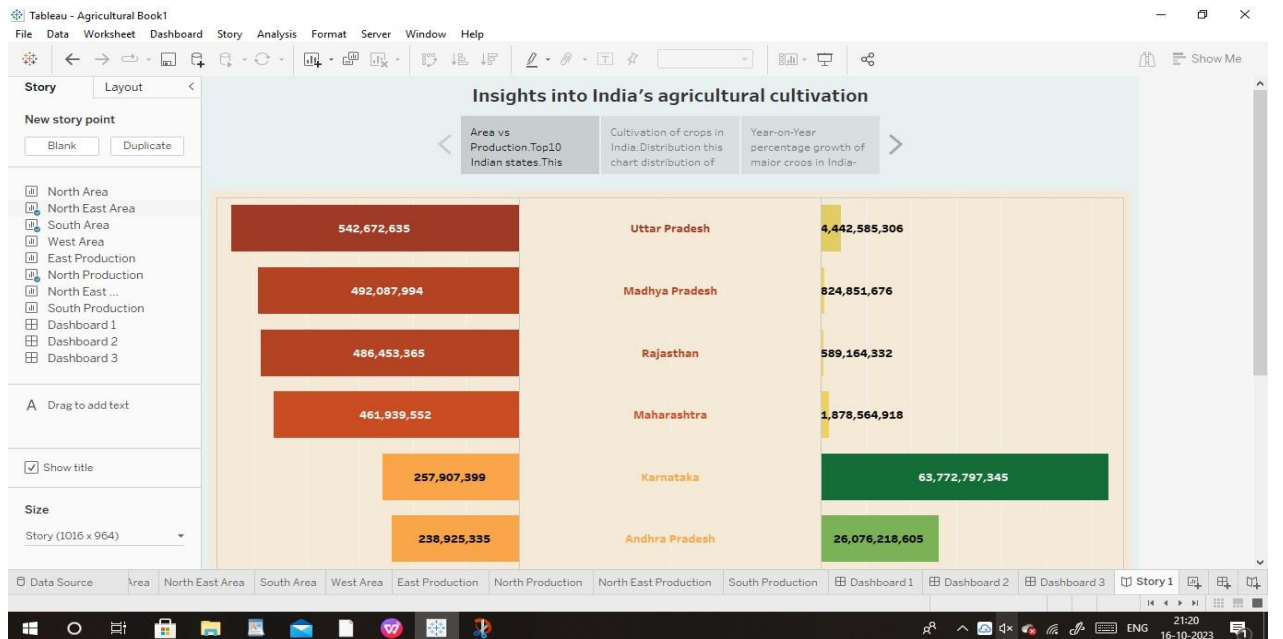 Tableau - Agricultural Book1
File Data Worksheet Dashboard Story Analysis Format Server Window Help
Show Me
Story Layout
New story point
Blank Duplicate
North Area
North East Area
South Area
West Area
East Production
North Production
North East ...
South Production
Dashboard 1
Dashboard 2
Dashboard 3
A Drag to add text
Show title
Size
Story (1016 x 964)
Insights into India's agricultural cultivation
Area vs
Production.Top10
Indian states.This
Cultivation of crops in
India:Distribution this
chart distribution of
Year-on-Year
percentage growth of
major crops in India-
542,672,635 Uttar Pradesh 4,442,585,306
492,087,994 Madhya Pradesh 824,851,676
486,453,365 Rajasthan 589,164,332
461,939,552 Maharashtra 1,878,564,918
257,907,399 Karnataka 63,772,797,345
238,925,335 Andhra Pradesh 26,076,218,605
Data Source Area North East Area South Area West Area East Production North Production North East Production South Production Dashboard 1 Dashboard 2 Dashboard 3 Story 1
ENG 21:20
16-10-2023